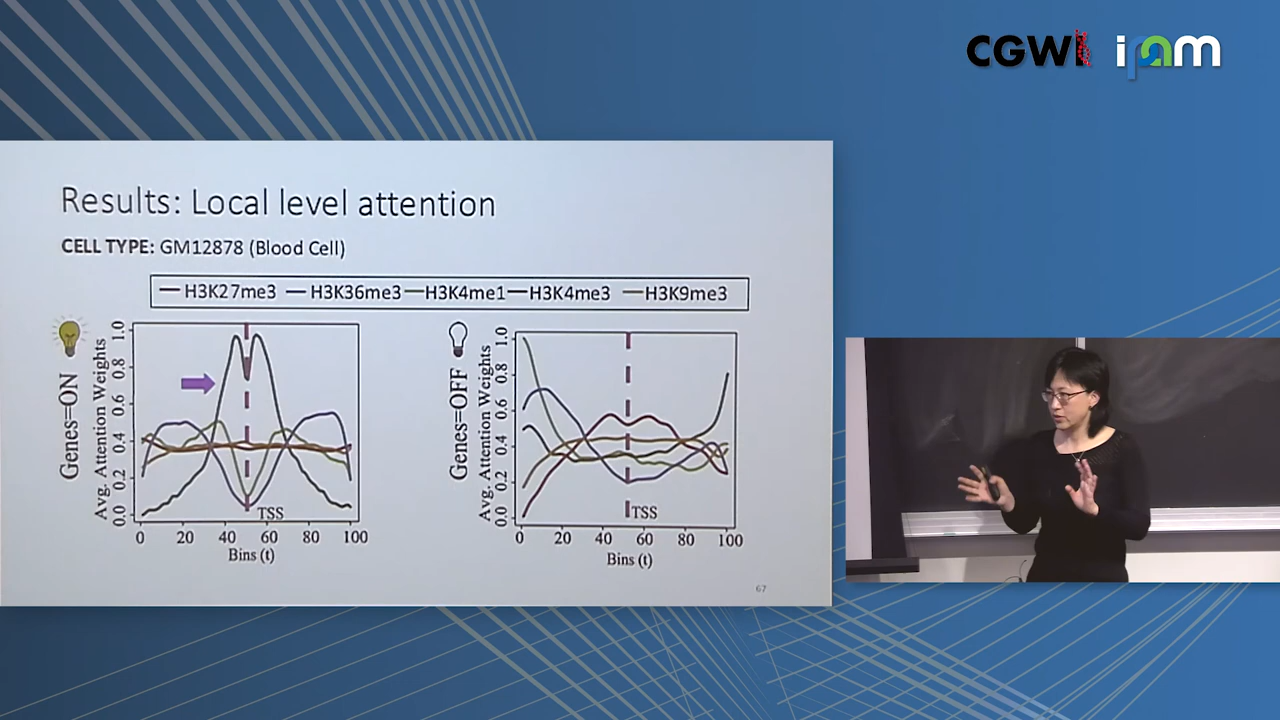 CGWI ipam
Results: Local level attention
CELL TYPE: GM12878 (Blood Cell)
H3K27me3 H3K36me3 H3K4me1 H3K4me3 H3K9me3
Genes=ON
Avg. Attention Weights
0.0 0.2 0.4 0.6 0.8 1.0
TSS
0 20 40 60 80 100
Bins (t)
Genes=OFF
Avg. Attention Weights
0.0 0.2 0.4 0.6 0.8 1.0
TSS
0 20 40 60 80 100
Bins (t)
67